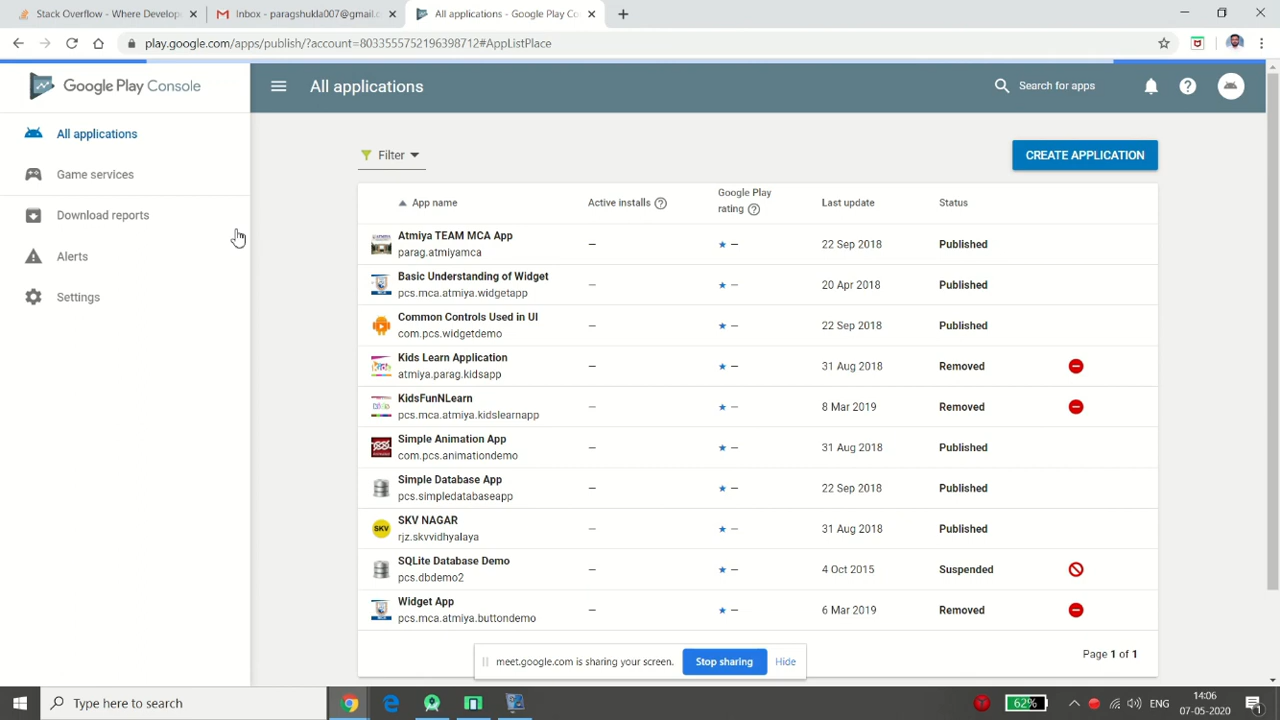 Stack Overflow - Where Develop
Inbox - paragshukla007@gmail.c
All applications - Google Play Co
play.google.com/apps/publish/?account=8033555752196398712#AppListPlace
Google Play Console
All applications
Search for apps
All applications
Game services
Download reports
Alerts
Settings
Filter
CREATE APPLICATION
App name
Active installs
Google Play
rating
Last update
Status
Atmiya TEAM MCA App
parag.atmiyamca
22 Sep 2018
Published
Basic Understanding of Widget
pcs.mca.atmiya.widgetapp
20 Apr 2018
Published
Common Controls Used in UI
com.pcs.widgetdemo
22 Sep 2018
Published
Kids Learn Application
atmiya.parag.kidsapp
31 Aug 2018
Removed
KidsFunNLearn
pcs.mca.atmiya.kidslearnapp
8 Mar 2019
Removed
Simple Animation App
com.pcs.animationdemo
31 Aug 2018
Published
Simple Database App
pcs.simpledatabaseapp
22 Sep 2018
Published
SKV
SKV NAGAR
rjz.skvvidhyalaya
31 Aug 2018
Published
SQLite Database Demo
pcs.dbdemo2
4 Oct 2015
Suspended
Widget App
pcs.mca.atmiya.buttondemo
6 Mar 2019
Removed
Page 1 of 1
meet.google.com is sharing your screen.
Stop sharing
Hide
Type here to search
62%
ENG
14:06
07-05-2020
1